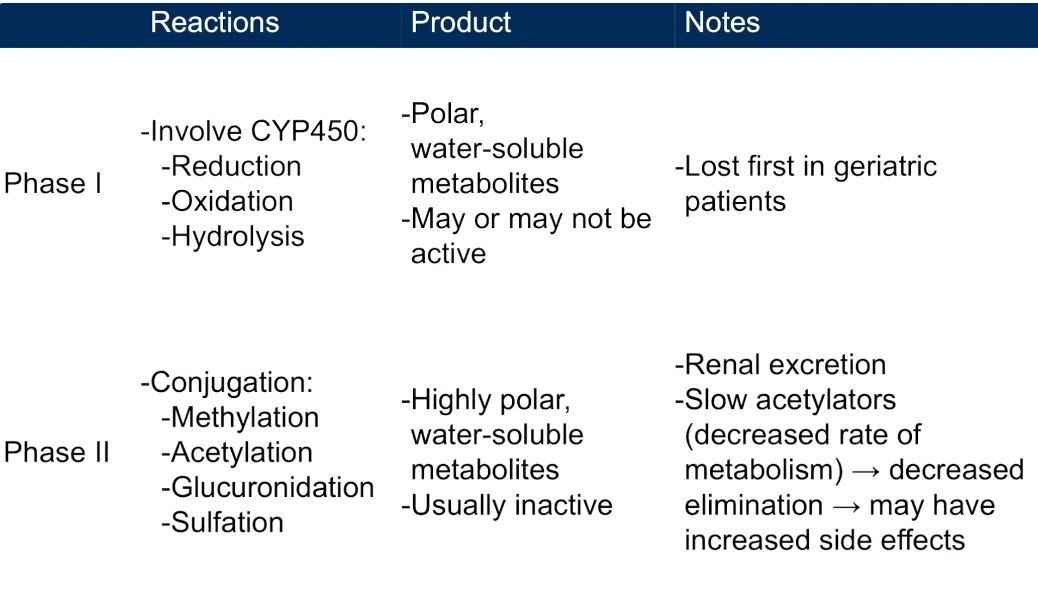 Reactions Product Notes
Phase I
-Involve CYP450:
-Reduction
-Oxidation
-Hydrolysis
-Polar,
water-soluble
metabolites
-May or may not be
active
-Lost first in geriatric
patients
Phase II
-Conjugation:
-Methylation
-Acetylation
-Glucuronidation
-Sulfation
-Highly polar,
water-soluble
metabolites
-Usually inactive
-Renal excretion
-Slow acetylators
(decreased rate of
metabolism) → decreased
elimination → may have
increased side effects